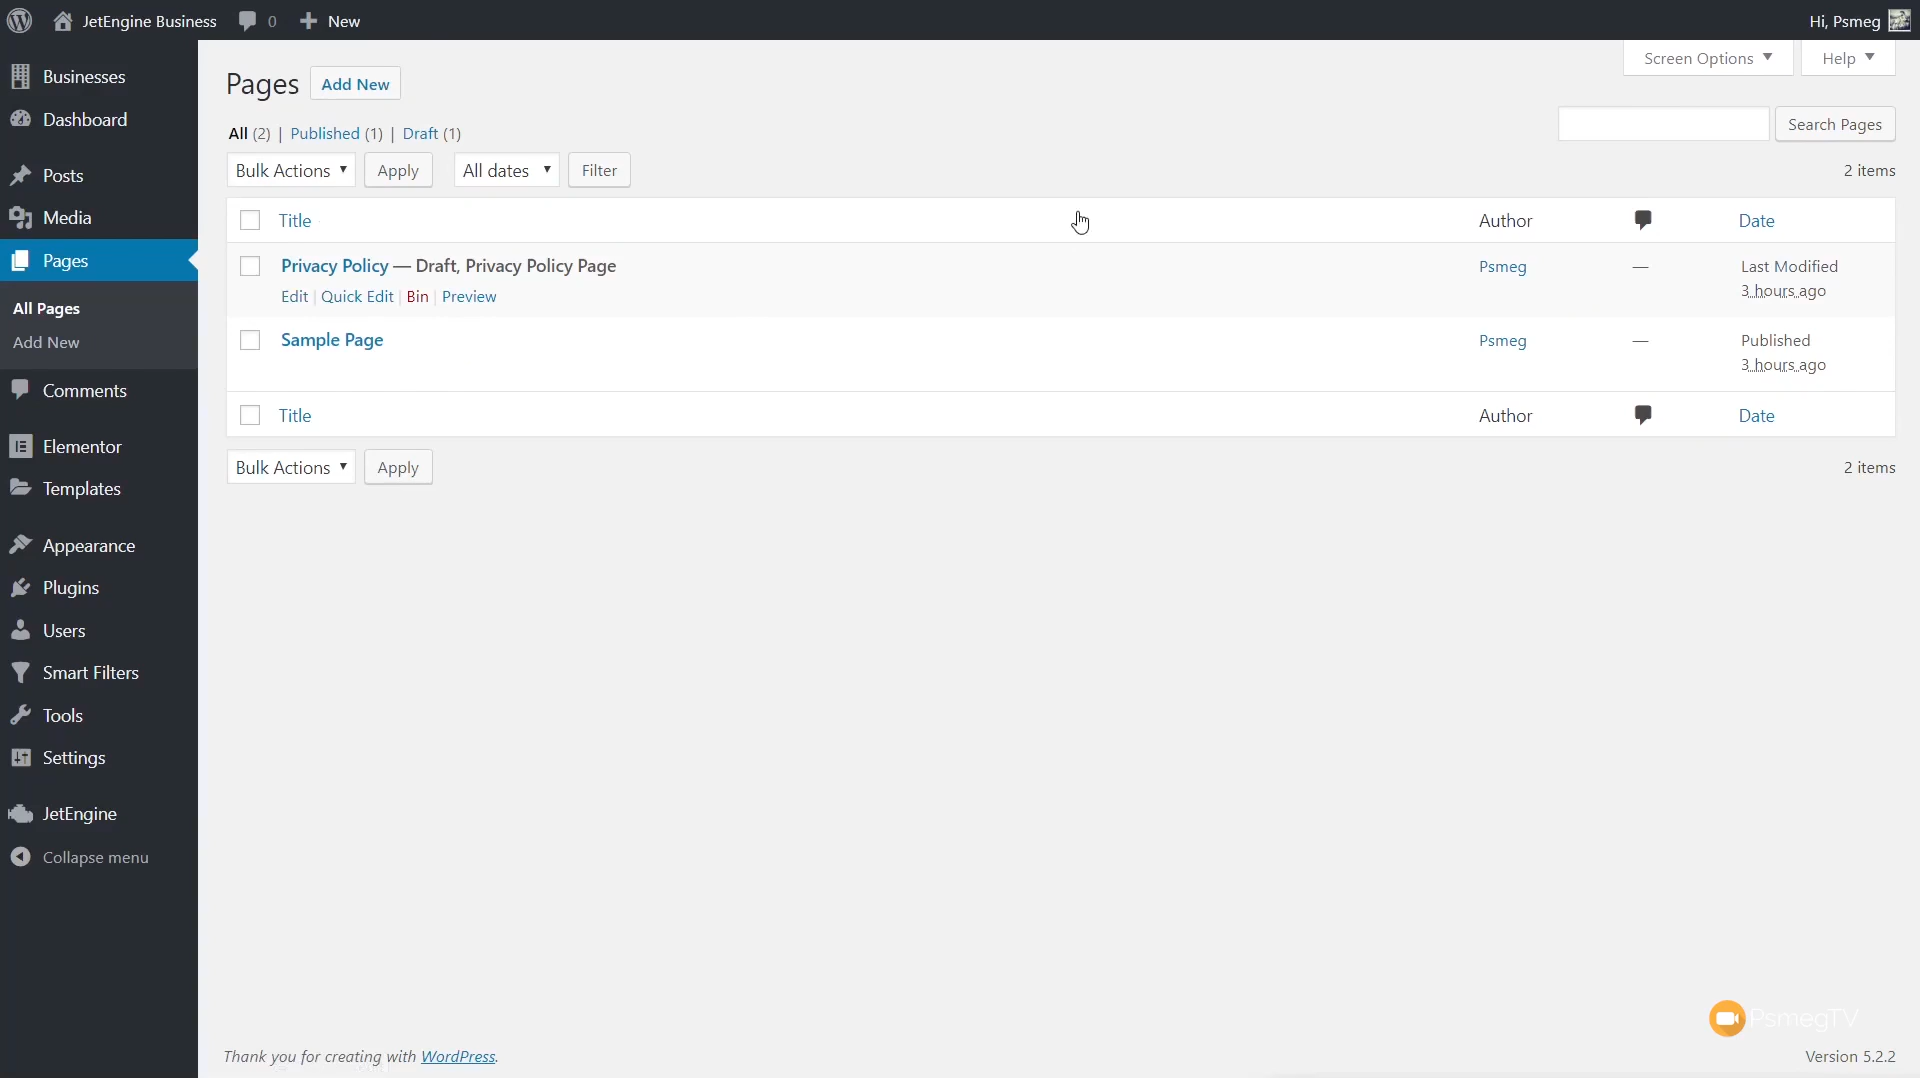 JetEngine Business 0 New Hi, Psmeg
Screen Options Help
Businesses
Dashboard
Posts
Media
Pages
All Pages
Add New
Comments
Elementor
Templates
Appearance
Plugins
Users
Smart Filters
Tools
Settings
JetEngine
Collapse menu
Pages Add New
All (2) | Published (1) | Draft (1)
Search Pages
Bulk Actions Apply All dates Filter 2 items
Title Author Date
Privacy Policy — Draft, Privacy Policy Page Psmeg — Last Modified
Edit | Quick Edit | Bin | Preview 3 hours ago
Sample Page Psmeg — Published
3 hours ago
Title Author Date
Bulk Actions Apply 2 items
PsmegTV
Thank you for creating with WordPress. Version 5.2.2